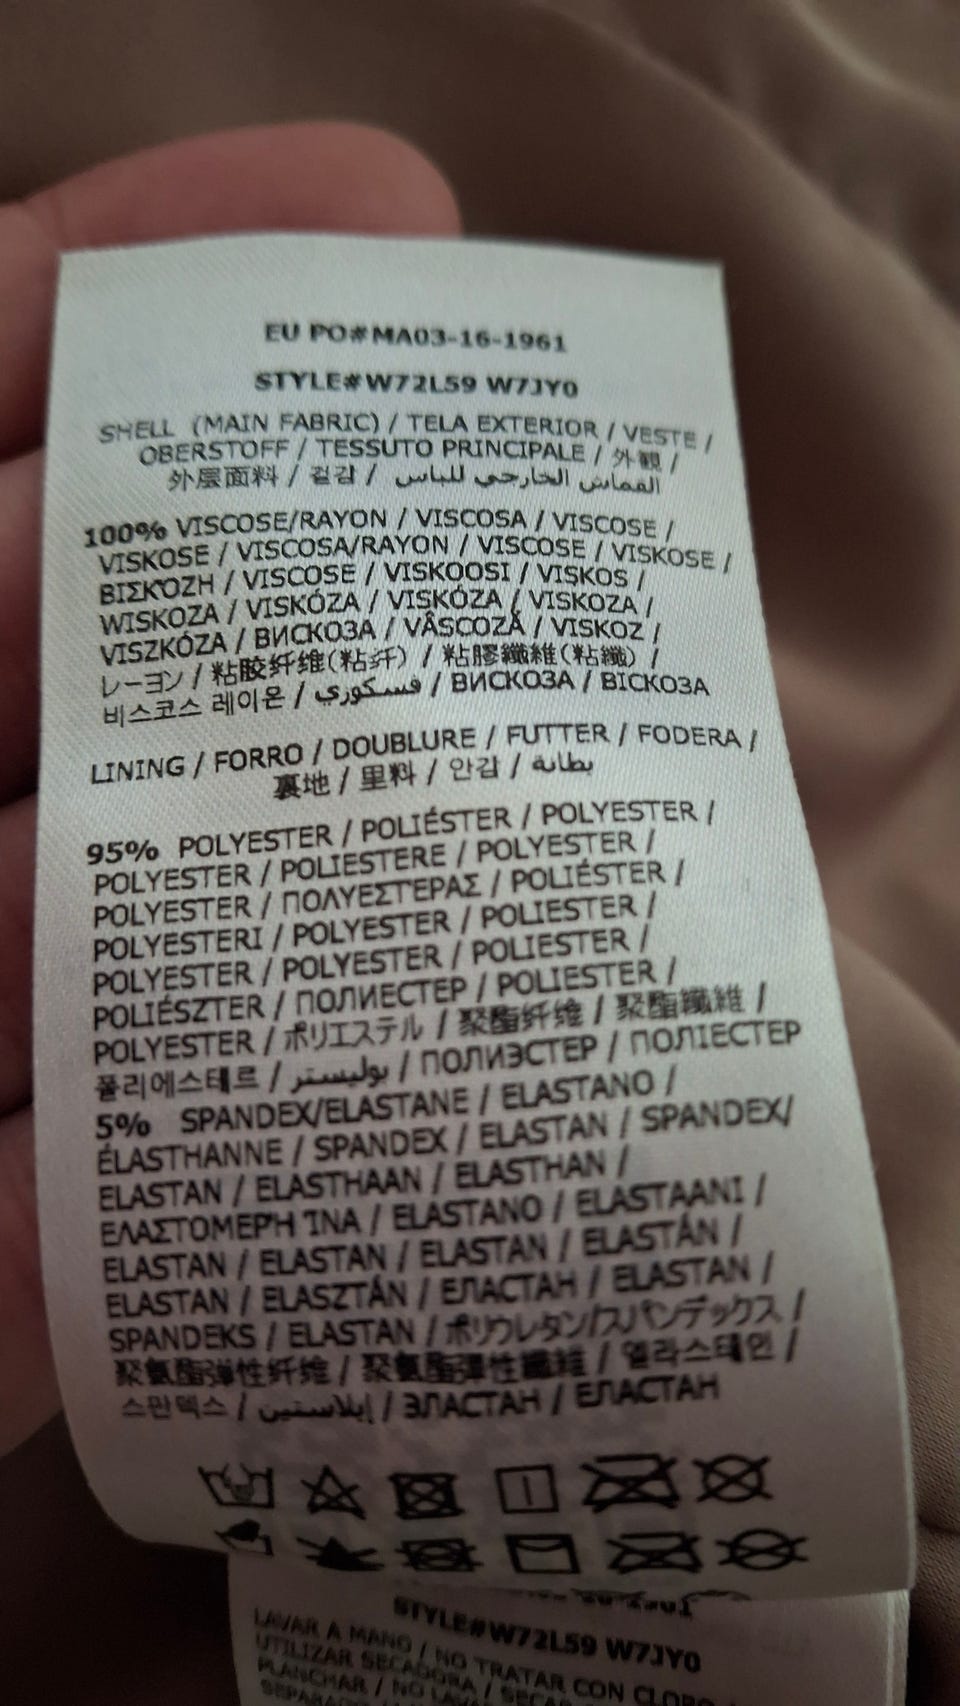 EU PO#MA03-16-1961
STYLE#W72L59 W7JY0
SHELL (MAIN FABRIC) / TELA EXTERIOR / VESTE /
OBERSTOFF / TESSUTO PRINCIPALE / 外観 /
外层面料 / 겉감 / القماش الخارجي للباس
100% VISCOSE/RAYON / VISCOSA / VISCOSE /
VISKOSE / VISCOSA/RAYON / VISCOSE / VISKOSE /
ΒΙΣΚΌΖΗ / VISCOSE / VISKOOSI / VISKOS /
WISKOZA / VISKÓZA / VISKÓZA / VISKOZA /
VISZKÓZA / ВИСКОЗА / VÂSCOZĂ / VISKOZ /
レーヨン / 粘胶纤维(粘纤) / 粘膠纖維(粘纖) /
비스코스 레이온 / فسكوري / ВИСКОЗА / ВІСКОЗА
LINING / FORRO / DOUBLURE / FUTTER / FODERA /
裏地 / 里料 / 안감 / بطانة
95% POLYESTER / POLIÉSTER / POLYESTER /
POLYESTER / POLIESTERE / POLYESTER /
POLYESTER / ΠΟΛΥΕΣΤΕΡΑΣ / POLIÉSTER /
POLYESTERI / POLYESTER / POLIESTER /
POLYESTER / POLYESTER / POLIESTER /
POLIÉSZTER / ПОЛИЕСТЕР / POLIESTER /
POLYESTER / ポリエステル / 聚酯纤维 / 聚酯纖維 /
폴리에스테르 / بوليستر / ПОЛИЭСТЕР / ПОЛІЕСТЕР
5% SPANDEX/ELASTANE / ELASTANO /
ÉLASTHANNE / SPANDEX / ELASTAN / SPANDEX/
ELASTAN / ELASTHAAN / ELASTHAN /
ΕΛΑΣΤΟΜΕΡΉ ΊΝΑ / ELASTANO / ELASTAANI /
ELASTAN / ELASTAN / ELASTAN / ELASTÁN /
ELASTAN / ELASZTÁN / ЕЛАСТАН / ELASTAN /
SPANDEKS / ELASTAN / ポリウレタン/スパンデックス /
聚氨酯弹性纤维 / 聚氨酯彈性纖維 / 엘라스테인 /
스판덱스 / إيلاستين / ЭЛАСТАН / ЕЛАСТАН
STYLE#W72L59 W7JY0
LAVAR A MANO / NO TRATAR CON CLORO
UTILIZAR SECADORA / SECAR
PLANCHAR / NO LAVAR
SEPARADO